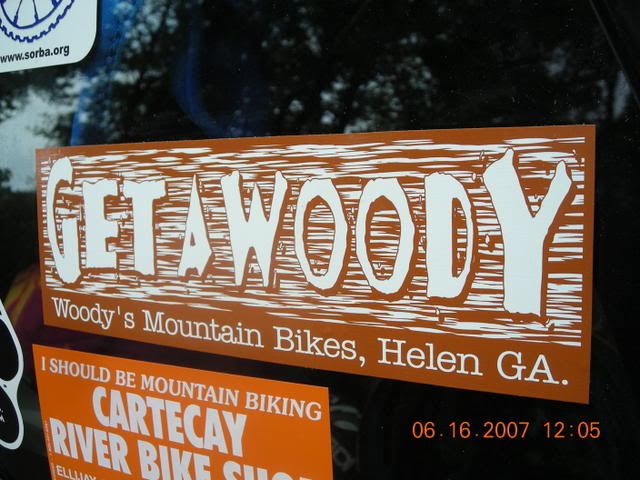 www.sorba.org
GETAWOODY
Woody's Mountain Bikes, Helen GA.
I SHOULD BE MOUNTAIN BIKING
CARTECAY
RIVER BIKE
ELLIJAY
06.16.2007 12:05